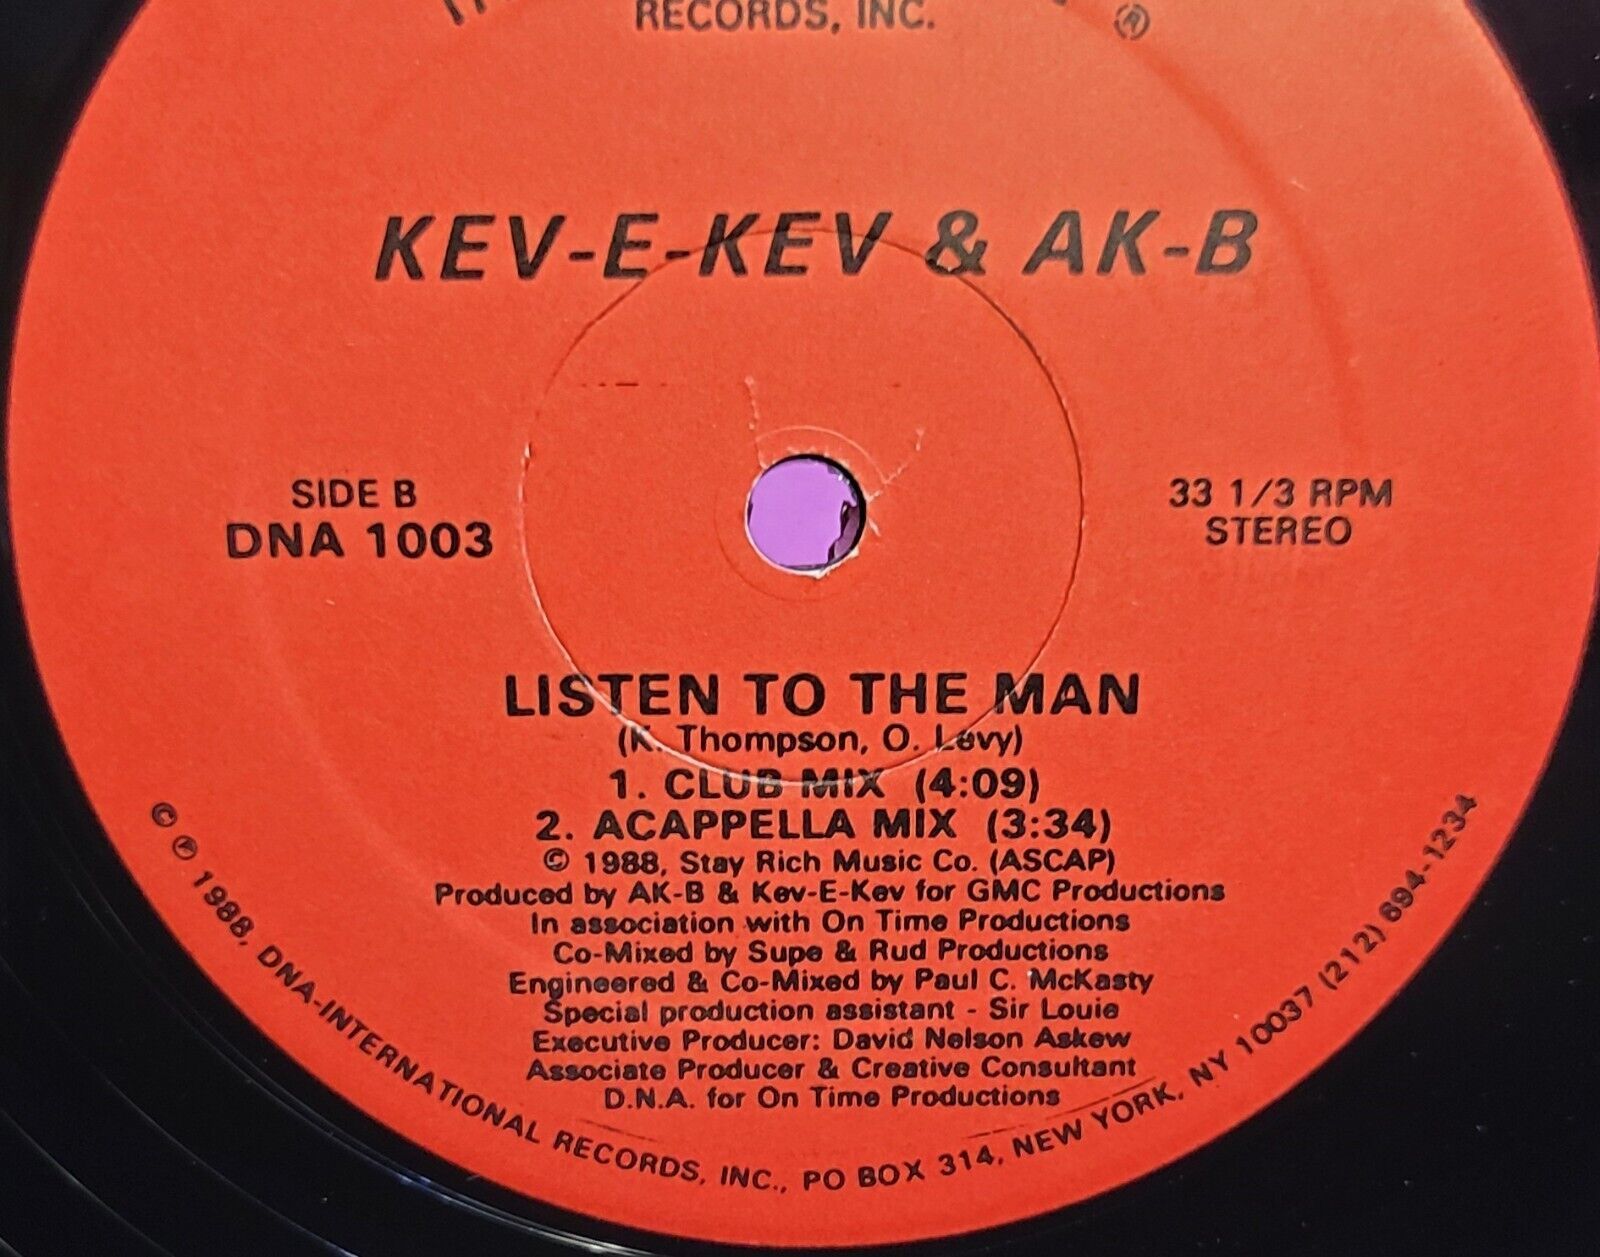 RECORDS, INC. ®
KEV-E-KEV & AK-B
SIDE B
DNA 1003
33 1/3 RPM
STEREO
LISTEN TO THE MAN
(K. Thompson, O. Levy)
1. CLUB MIX (4:09)
2. ACAPPELLA MIX (3:34)
© 1988, Stay Rich Music Co. (ASCAP)
Produced by AK-B & Kev-E-Kev for GMC Productions
In association with On Time Productions
Co-Mixed by Supe & Rud Productions
Engineered & Co-Mixed by Paul C. McKasty
Special production assistant - Sir Louie
Executive Producer: David Nelson Askew
Associate Producer & Creative Consultant
D.N.A. for On Time Productions
© ℗ 1988, DNA-INTERNATIONAL RECORDS, INC., PO BOX 314, NEW YORK, NY 10037 (212) 694-1234